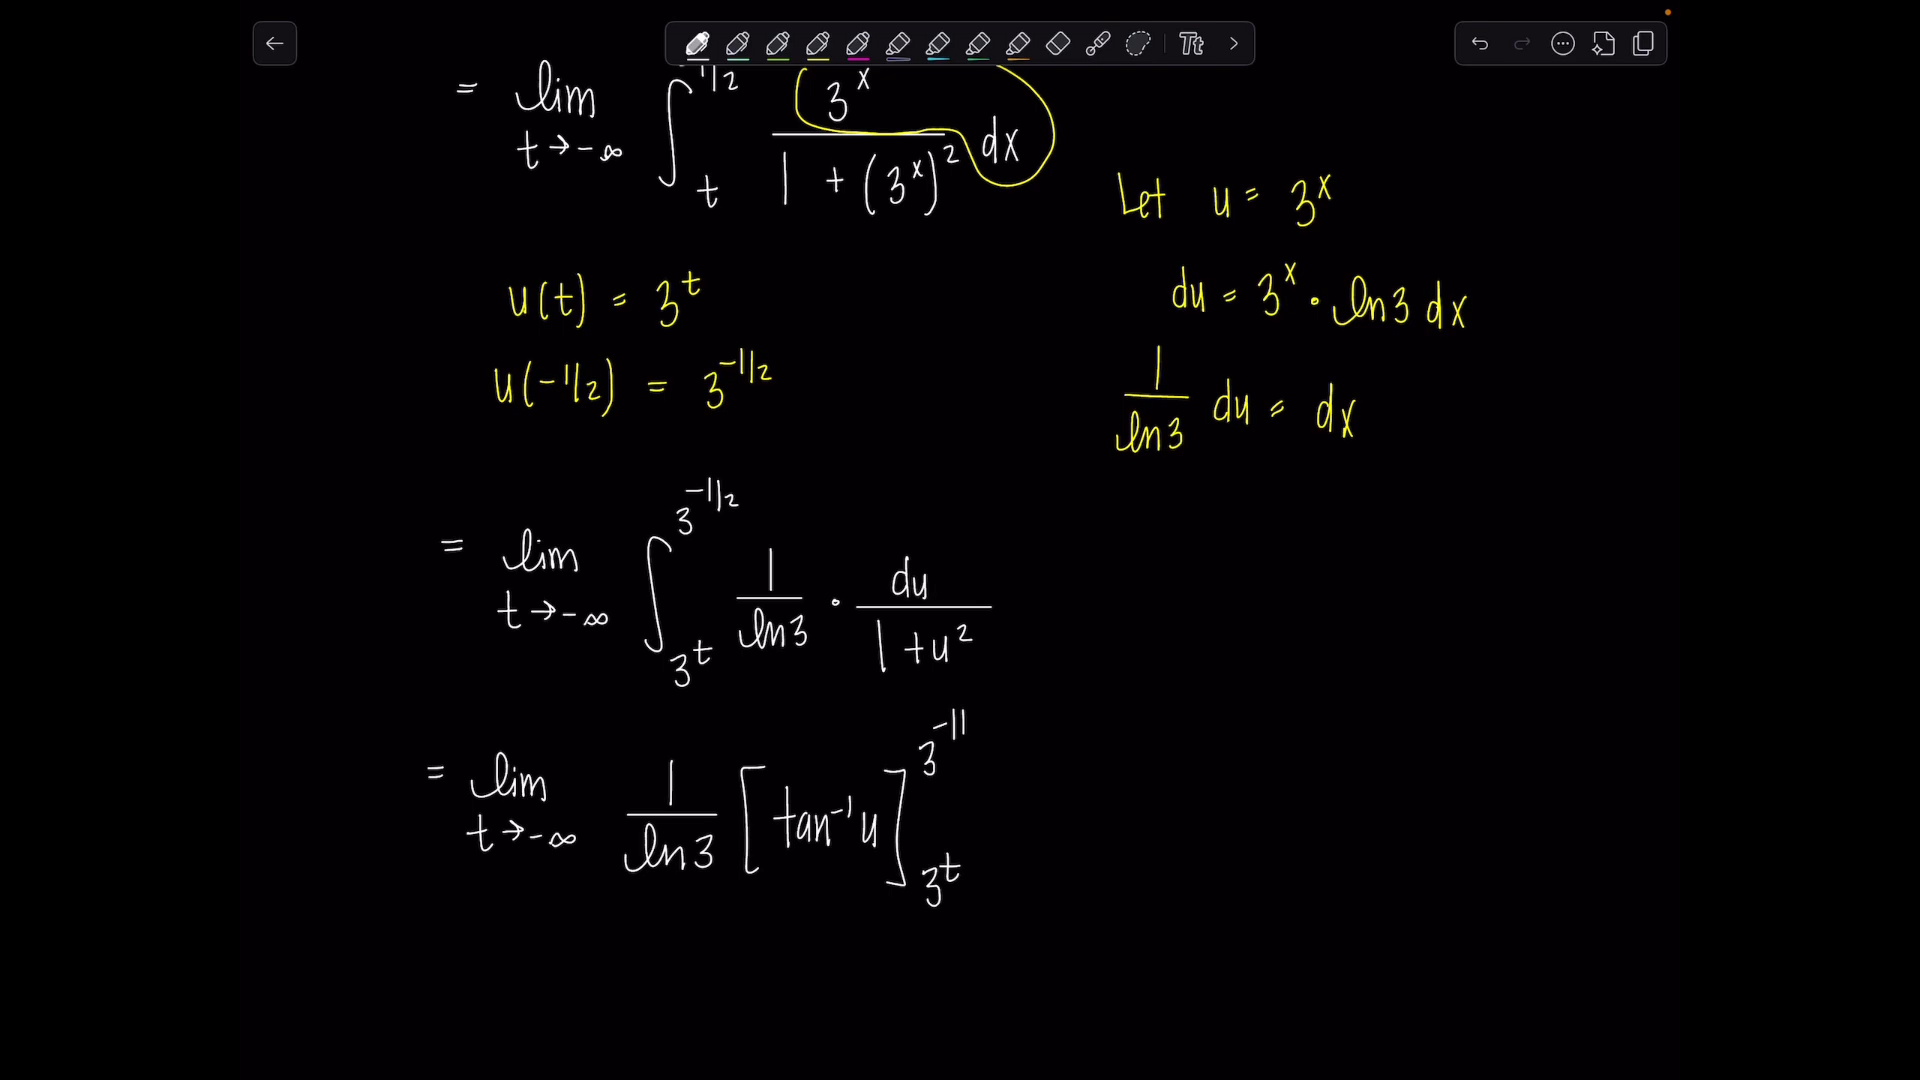 Tt
= lim t→-∞ ∫_t^{1/2} 3^x / (1 + (3^x)^2) dx
Let u = 3^x
u(t) = 3^t
du = 3^x · ln3 dx
u(-1/2) = 3^{-1/2}
1/ln3 du = dx
= lim t→-∞ ∫_{3^t}^{3^{-1/2}} 1/ln3 · du/(1+u^2)
= lim t→-∞ 1/ln3 [tan^{-1} u]_{3^t}^{3^{-11}}